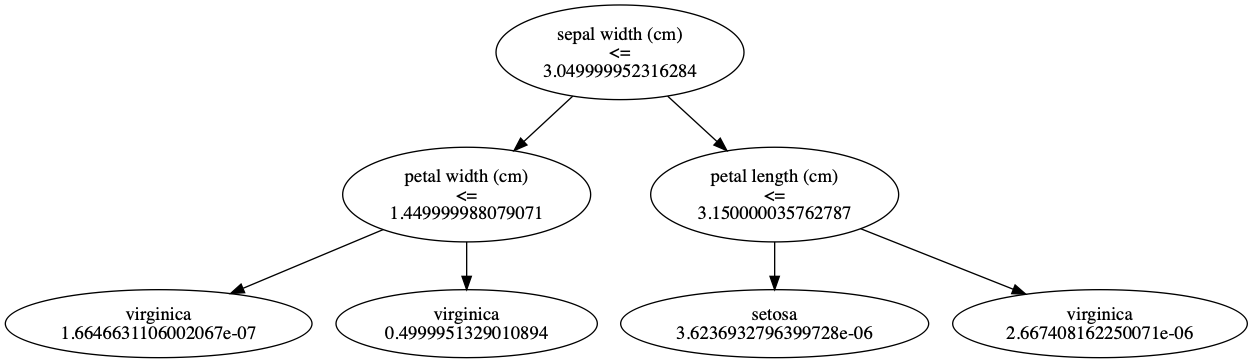 sepal width (cm)
<=
3.049999952316284
petal width (cm)
<=
1.449999988079071
petal length (cm)
<=
3.150000035762787
virginica
1.6646631106002067e-07
virginica
0.4999951329010894
setosa
3.6236932796399728e-06
virginica
2.667408162250071e-06